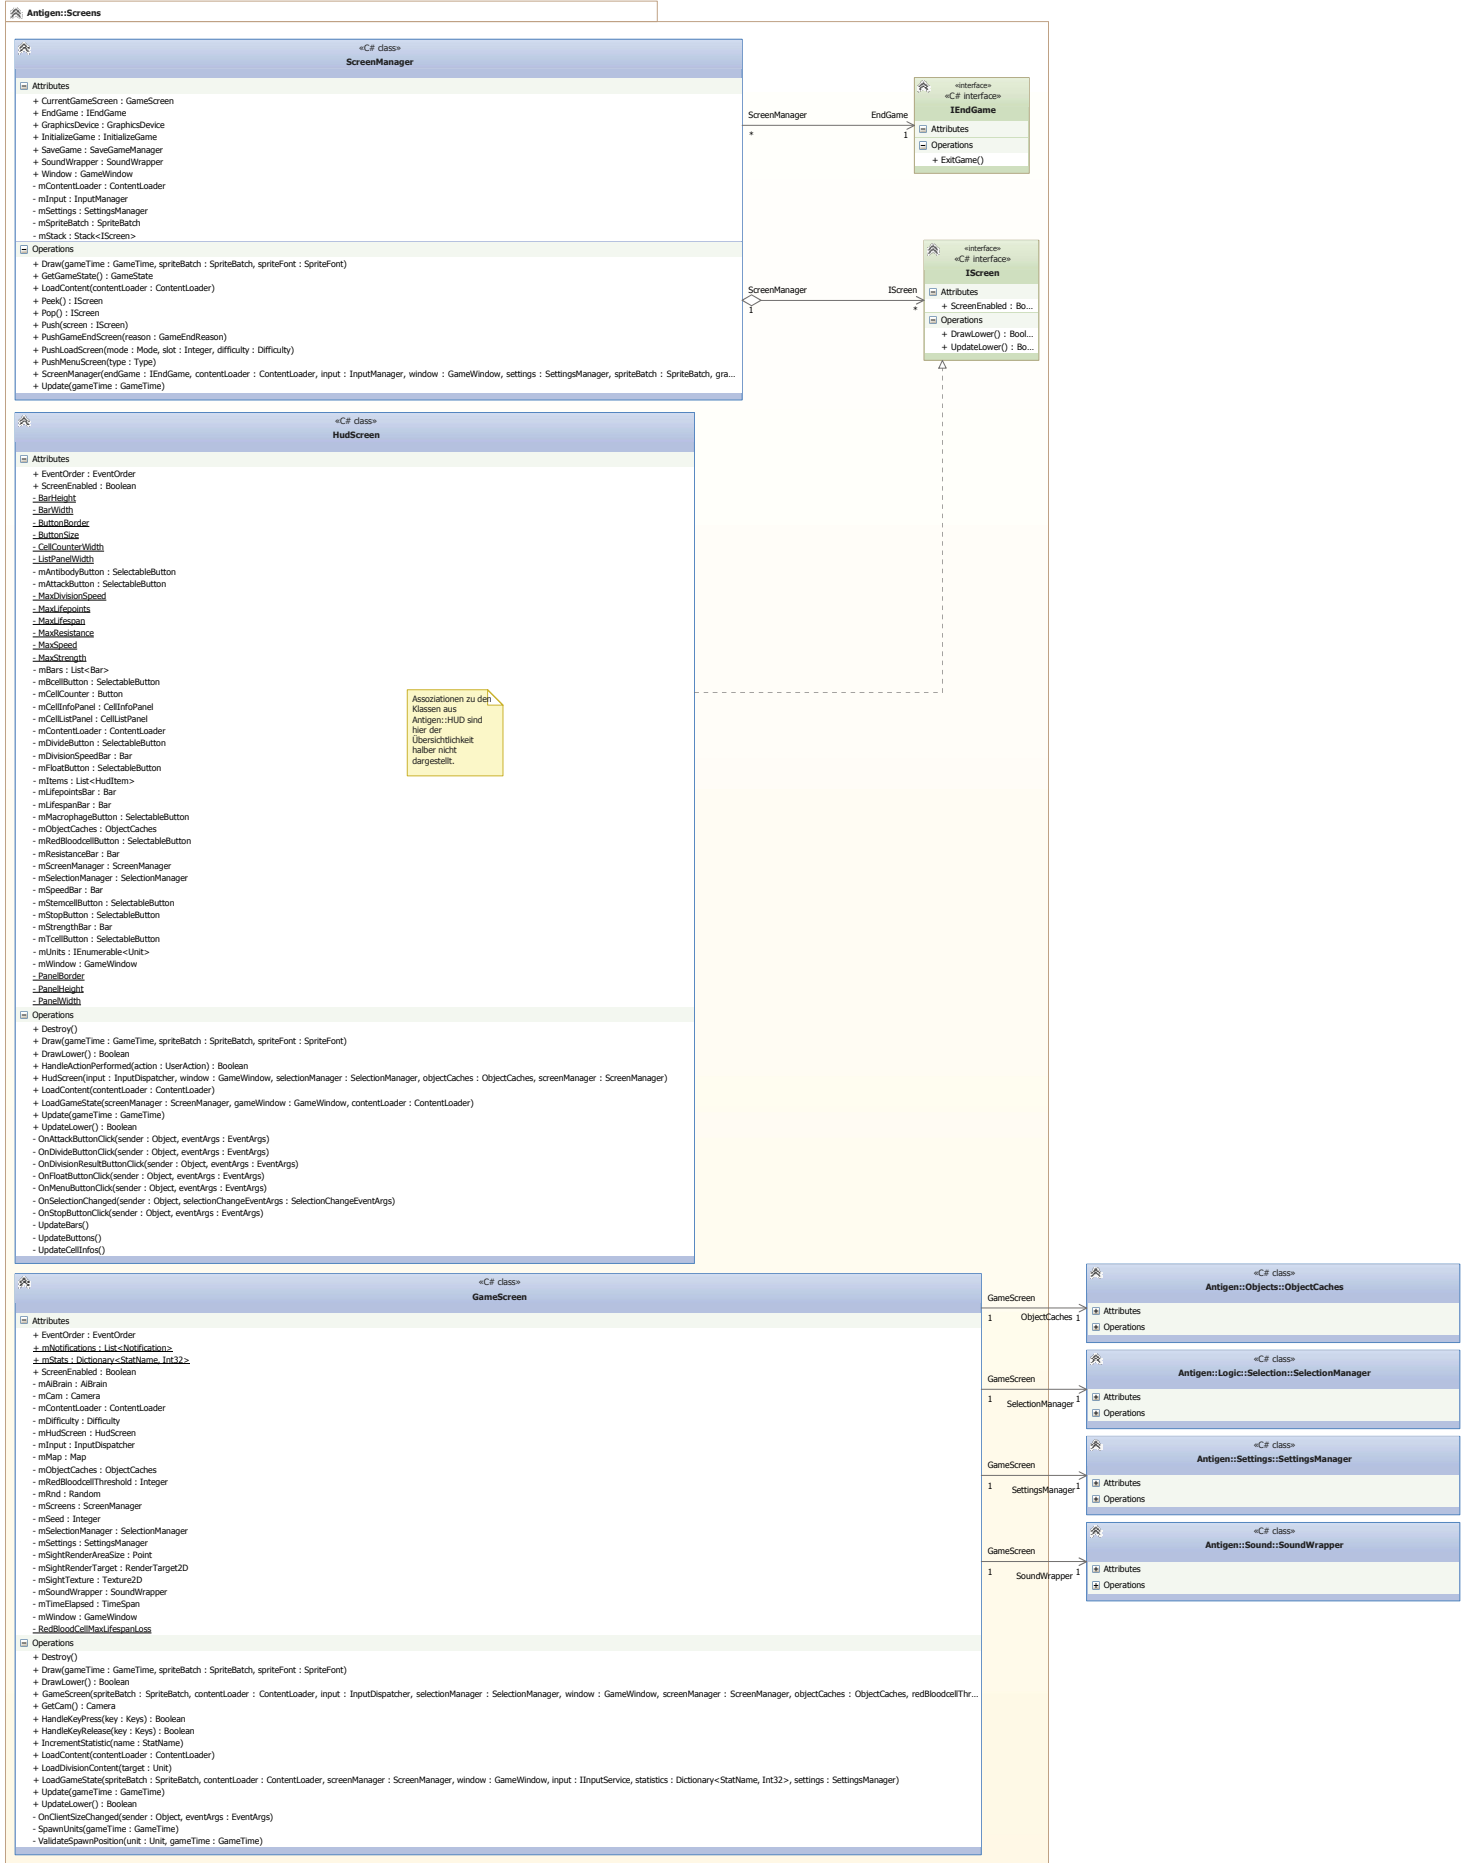 Antigen::Screens
«C# class»
ScreenManager
Attributes
+ CurrentGameScreen : GameScreen
+ EndGame : IEndGame
+ GraphicsDevice : GraphicsDevice
+ InitializeGame : InitializeGame
+ SaveGame : SaveGameManager
+ SoundWrapper : SoundWrapper
+ Window : GameWindow
- mContentLoader : ContentLoader
- mInput : InputManager
- mSettings : SettingsManager
- mSpriteBatch : SpriteBatch
- mStack : Stack<IScreen>
Operations
+ Draw(gameTime : GameTime, spriteBatch : SpriteBatch, spriteFont : SpriteFont)
+ GetGameState() : GameState
+ LoadContent(contentLoader : ContentLoader)
+ Peek() : IScreen
+ Pop() : IScreen
+ Push(screen : IScreen)
+ PushGameEndScreen(reason : GameEndReason)
+ PushLoadScreen(mode : Mode, slot : Integer, difficulty : Difficulty)
+ PushMenuScreen(type : Type)
+ ScreenManager(endGame : IEndGame, contentLoader : ContentLoader, input : InputManager, window : GameWindow, settings : SettingsManager, spriteBatch : SpriteBatch, gra...
+ Update(gameTime : GameTime)
ScreenManager
EndGame
*
1
«interface»
«C# interface»
IEndGame
Attributes
Operations
+ ExitGame()
ScreenManager
IScreen
1
*
«interface»
«C# interface»
IScreen
Attributes
+ ScreenEnabled : Bo...
Operations
+ DrawLower() : Bool...
+ UpdateLower() : Bo...
«C# class»
HudScreen
Attributes
+ EventOrder : EventOrder
+ ScreenEnabled : Boolean
- BarHeight
- BarWidth
- ButtonBorder
- ButtonSize
- CellCounterWidth
- ListPanelWidth
- mAntibodyButton : SelectableButton
- mAttackButton : SelectableButton
- MaxDivisionSpeed
- MaxLifepoints
- MaxLifespan
- MaxResistance
- MaxSpeed
- MaxStrength
- mBars : List<Bar>
- mBcellButton : SelectableButton
- mCellCounter : Button
- mCellInfoPanel : CellInfoPanel
- mCellListPanel : CellListPanel
- mContentLoader : ContentLoader
- mDivideButton : SelectableButton
- mDivisionSpeedBar : Bar
- mFloatButton : SelectableButton
- mItems : List<HudItem>
- mLifepointsBar : Bar
- mLifespanBar : Bar
- mMacrophageButton : SelectableButton
- mObjectCaches : ObjectCaches
- mRedBloodcellButton : SelectableButton
- mResistanceBar : Bar
- mScreenManager : ScreenManager
- mSelectionManager : SelectionManager
- mSpeedBar : Bar
- mStemcellButton : SelectableButton
- mStopButton : SelectableButton
- mStrengthBar : Bar
- mTcellButton : SelectableButton
- mUnits : IEnumerable<Unit>
- mWindow : GameWindow
- PanelBorder
- PanelHeight
- PanelWidth
Operations
+ Destroy()
+ Draw(gameTime : GameTime, spriteBatch : SpriteBatch, spriteFont : SpriteFont)
+ DrawLower() : Boolean
+ HandleActionPerformed(action : UserAction) : Boolean
+ HudScreen(input : InputDispatcher, window : GameWindow, selectionManager : SelectionManager, objectCaches : ObjectCaches, screenManager : ScreenManager)
+ LoadContent(contentLoader : ContentLoader)
+ LoadGameState(screenManager : ScreenManager, gameWindow : GameWindow, contentLoader : ContentLoader)
+ Update(gameTime : GameTime)
+ UpdateLower() : Boolean
- OnAttackButtonClick(sender : Object, eventArgs : EventArgs)
- OnDivideButtonClick(sender : Object, eventArgs : EventArgs)
- OnDivisionResultButtonClick(sender : Object, eventArgs : EventArgs)
- OnFloatButtonClick(sender : Object, eventArgs : EventArgs)
- OnMenuButtonClick(sender : Object, eventArgs : EventArgs)
- OnSelectionChanged(sender : Object, selectionChangeEventArgs : SelectionChangeEventArgs)
- OnStopButtonClick(sender : Object, eventArgs : EventArgs)
- UpdateBars()
- UpdateButtons()
- UpdateCellInfos()
Assoziationen zu den
Klassen aus
Antigen::HUD sind
hier der
Übersichtlichkeit
halber nicht
dargestellt.
«C# class»
GameScreen
Attributes
+ EventOrder : EventOrder
+ mNotifications : List<Notification>
+ mStats : Dictionary<StatName, Int32>
+ ScreenEnabled : Boolean
- mAiBrain : AiBrain
- mCam : Camera
- mContentLoader : ContentLoader
- mDifficulty : Difficulty
- mHudScreen : HudScreen
- mInput : InputDispatcher
- mMap : Map
- mObjectCaches : ObjectCaches
- mRedBloodcellThreshold : Integer
- mRnd : Random
- mScreens : ScreenManager
- mSeed : Integer
- mSelectionManager : SelectionManager
- mSettings : SettingsManager
- mSightRenderAreaSize : Point
- mSightRenderTarget : RenderTarget2D
- mSightTexture : Texture2D
- mSoundWrapper : SoundWrapper
- mTimeElapsed : TimeSpan
- mWindow : GameWindow
- RedBloodCellMaxLifespanLoss
Operations
+ Destroy()
+ Draw(gameTime : GameTime, spriteBatch : SpriteBatch, spriteFont : SpriteFont)
+ DrawLower() : Boolean
+ GameScreen(spriteBatch : SpriteBatch, contentLoader : ContentLoader, input : InputDispatcher, selectionManager : SelectionManager, window : GameWindow, screenManager : ScreenManager, objectCaches : ObjectCaches, redBloodcellThr...
+ GetCam() : Camera
+ HandleKeyPress(key : Keys) : Boolean
+ HandleKeyRelease(key : Keys) : Boolean
+ IncrementStatistic(name : StatName)
+ LoadContent(contentLoader : ContentLoader)
+ LoadDivisionContent(target : Unit)
+ LoadGameState(spriteBatch : SpriteBatch, contentLoader : ContentLoader, screenManager : ScreenManager, window : GameWindow, input : IInputService, statistics : Dictionary<StatName, Int32>, settings : SettingsManager)
+ Update(gameTime : GameTime)
+ UpdateLower() : Boolean
- OnClientSizeChanged(sender : Object, eventArgs : EventArgs)
- SpawnUnits(gameTime : GameTime)
- ValidateSpawnPosition(unit : Unit, gameTime : GameTime)
GameScreen
1
ObjectCaches 1
«C# class»
Antigen::Objects::ObjectCaches
Attributes
Operations
GameScreen
1
SelectionManager 1
«C# class»
Antigen::Logic::Selection::SelectionManager
Attributes
Operations
GameScreen
1
SettingsManager 1
«C# class»
Antigen::Settings::SettingsManager
Attributes
Operations
GameScreen
1
SoundWrapper 1
«C# class»
Antigen::Sound::SoundWrapper
Attributes
Operations